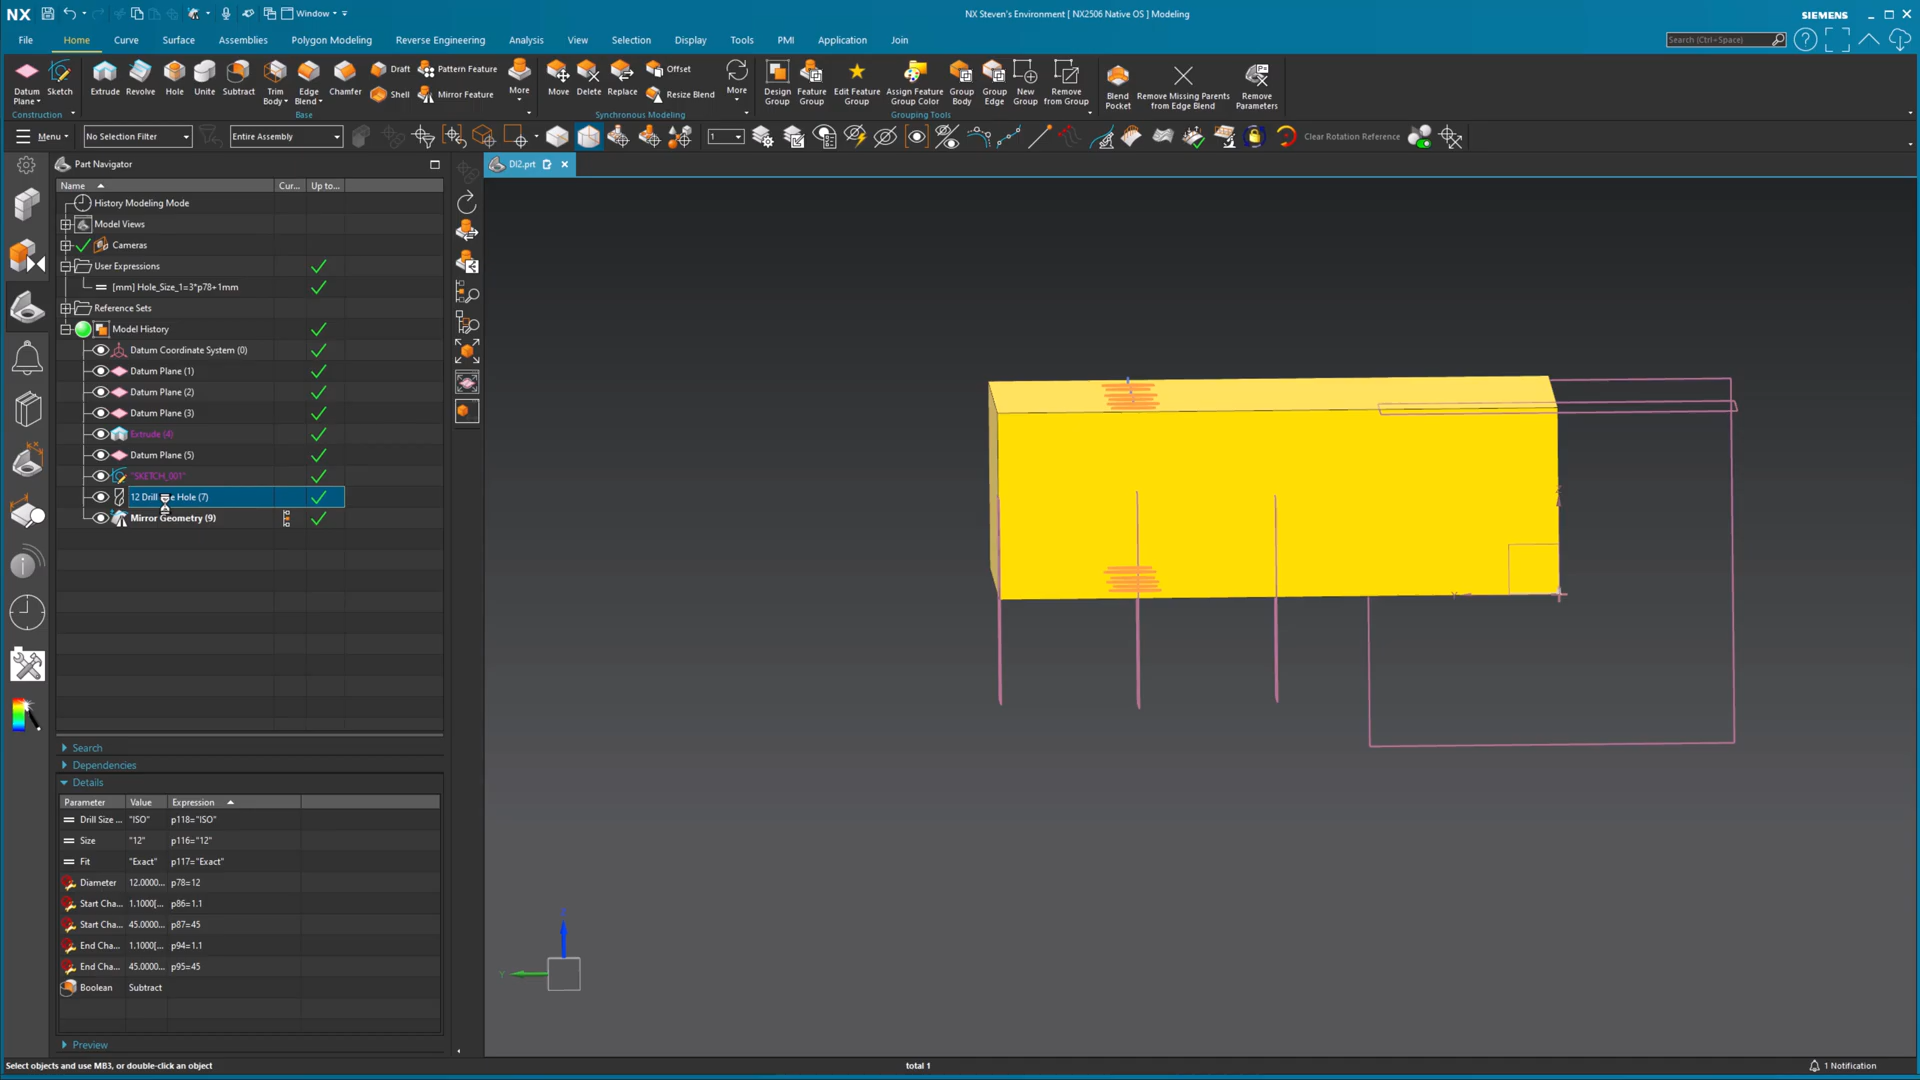 NX
Window
NX Steven's Environment [ NX2506 Native OS ] Modeling
SIEMENS
File
Home
Curve
Surface
Assemblies
Polygon Modeling
Reverse Engineering
Analysis
View
Selection
Display
Tools
PMI
Application
Join
Search (Ctrl+Space)
Datum Plane
Sketch
Construction
Extrude
Revolve
Hole
Unite
Subtract
Trim Body
Edge Blend
Chamfer
Draft
Shell
Pattern Feature
Mirror Feature
More
Base
Move
Delete
Replace
Offset
Resize Blend
More
Synchronous Modeling
Design Group
Feature Group
Edit Feature Group
Assign Feature Group Color
Group Body
Group Edge
New Group
Remove from Group
Grouping Tools
Blend Pocket
Remove Missing Parents from Edge Blend
Remove Parameters
Menu
No Selection Filter
Entire Assembly
1
Clear Rotation Reference
Part Navigator
DI2.prt
Name
Cur...
Up to...
History Modeling Mode
Model Views
Cameras
User Expressions
[mm] Hole_Size_1=3*p78+1mm
Reference Sets
Model History
Datum Coordinate System (0)
Datum Plane (1)
Datum Plane (2)
Datum Plane (3)
Extrude (4)
Datum Plane (5)
"SKETCH_001"
12 Drill Hole (7)
Mirror Geometry (9)
Search
Dependencies
Details
Parameter Value Expression
Drill Size ... "ISO" p118="ISO"
Size "12" p116="12"
Fit "Exact" p117="Exact"
Diameter 12.0000... p78=12
Start Cha... 1.1000[... p86=1.1
Start Cha... 45.0000... p87=45
End Cha... 1.1000[... p94=1.1
End Cha... 45.0000... p95=45
Boolean Subtract
Preview
Y
Select objects and use MB3, or double-click an object
total 1
1 Notification